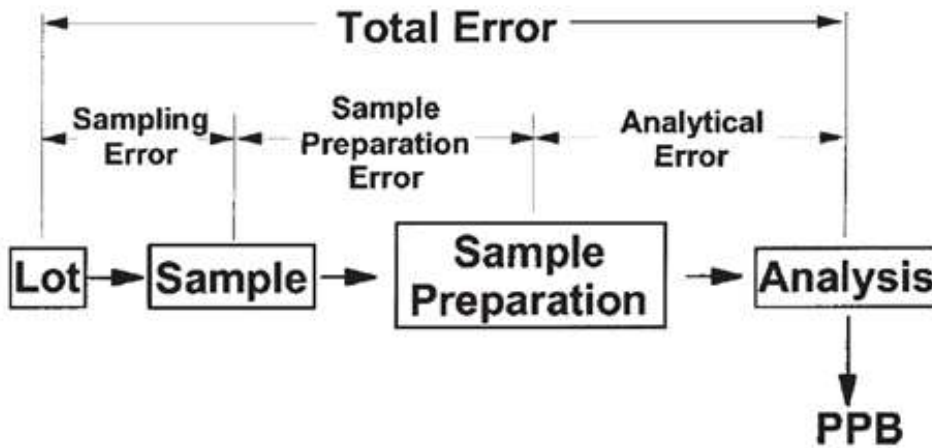 Total Error
Sampling
Error
Sample
Preparation
Error
Analytical
Error
Lot
Sample
Sample
Preparation
Analysis
PPB